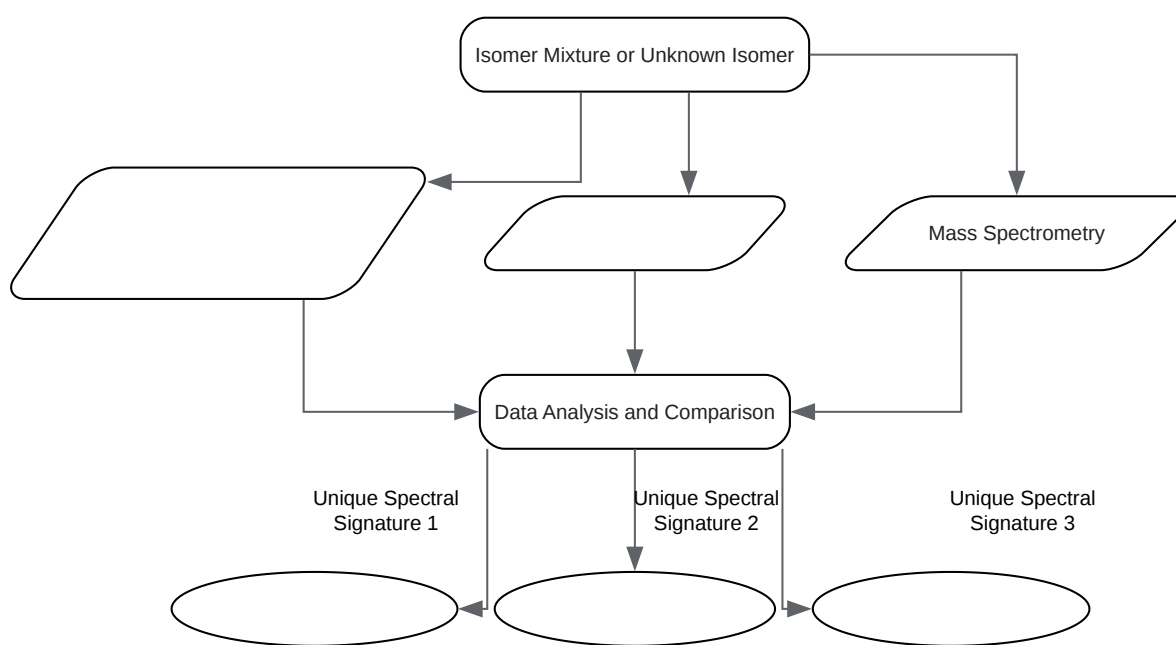 Isomer Mixture or Unknown Isomer
Mass Spectrometry
Data Analysis and Comparison
Unique Spectral
Signature 1
Unique Spectral
Signature 2
Unique Spectral
Signature 3